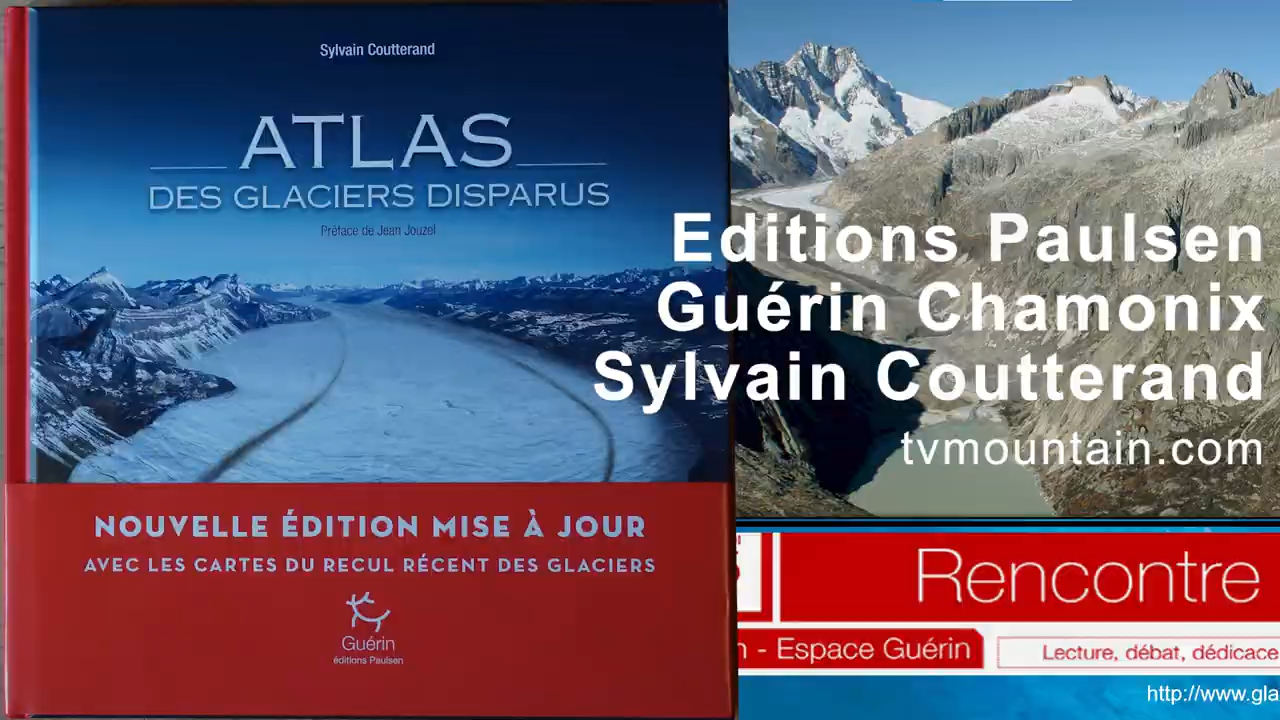 Sylvain Coutterand
ATLAS
DES GLACIERS DISPARUS
Préface de Jean Jouzel
NOUVELLE ÉDITION MISE À JOUR
AVEC LES CARTES DU RECUL RÉCENT DES GLACIERS
Guérin
éditions Paulsen
Editions Paulsen
Guérin Chamonix
Sylvain Coutterand
tvmountain.com
Rencontre
- Espace Guérin
Lecture, débat, dédicace
http://www.gla